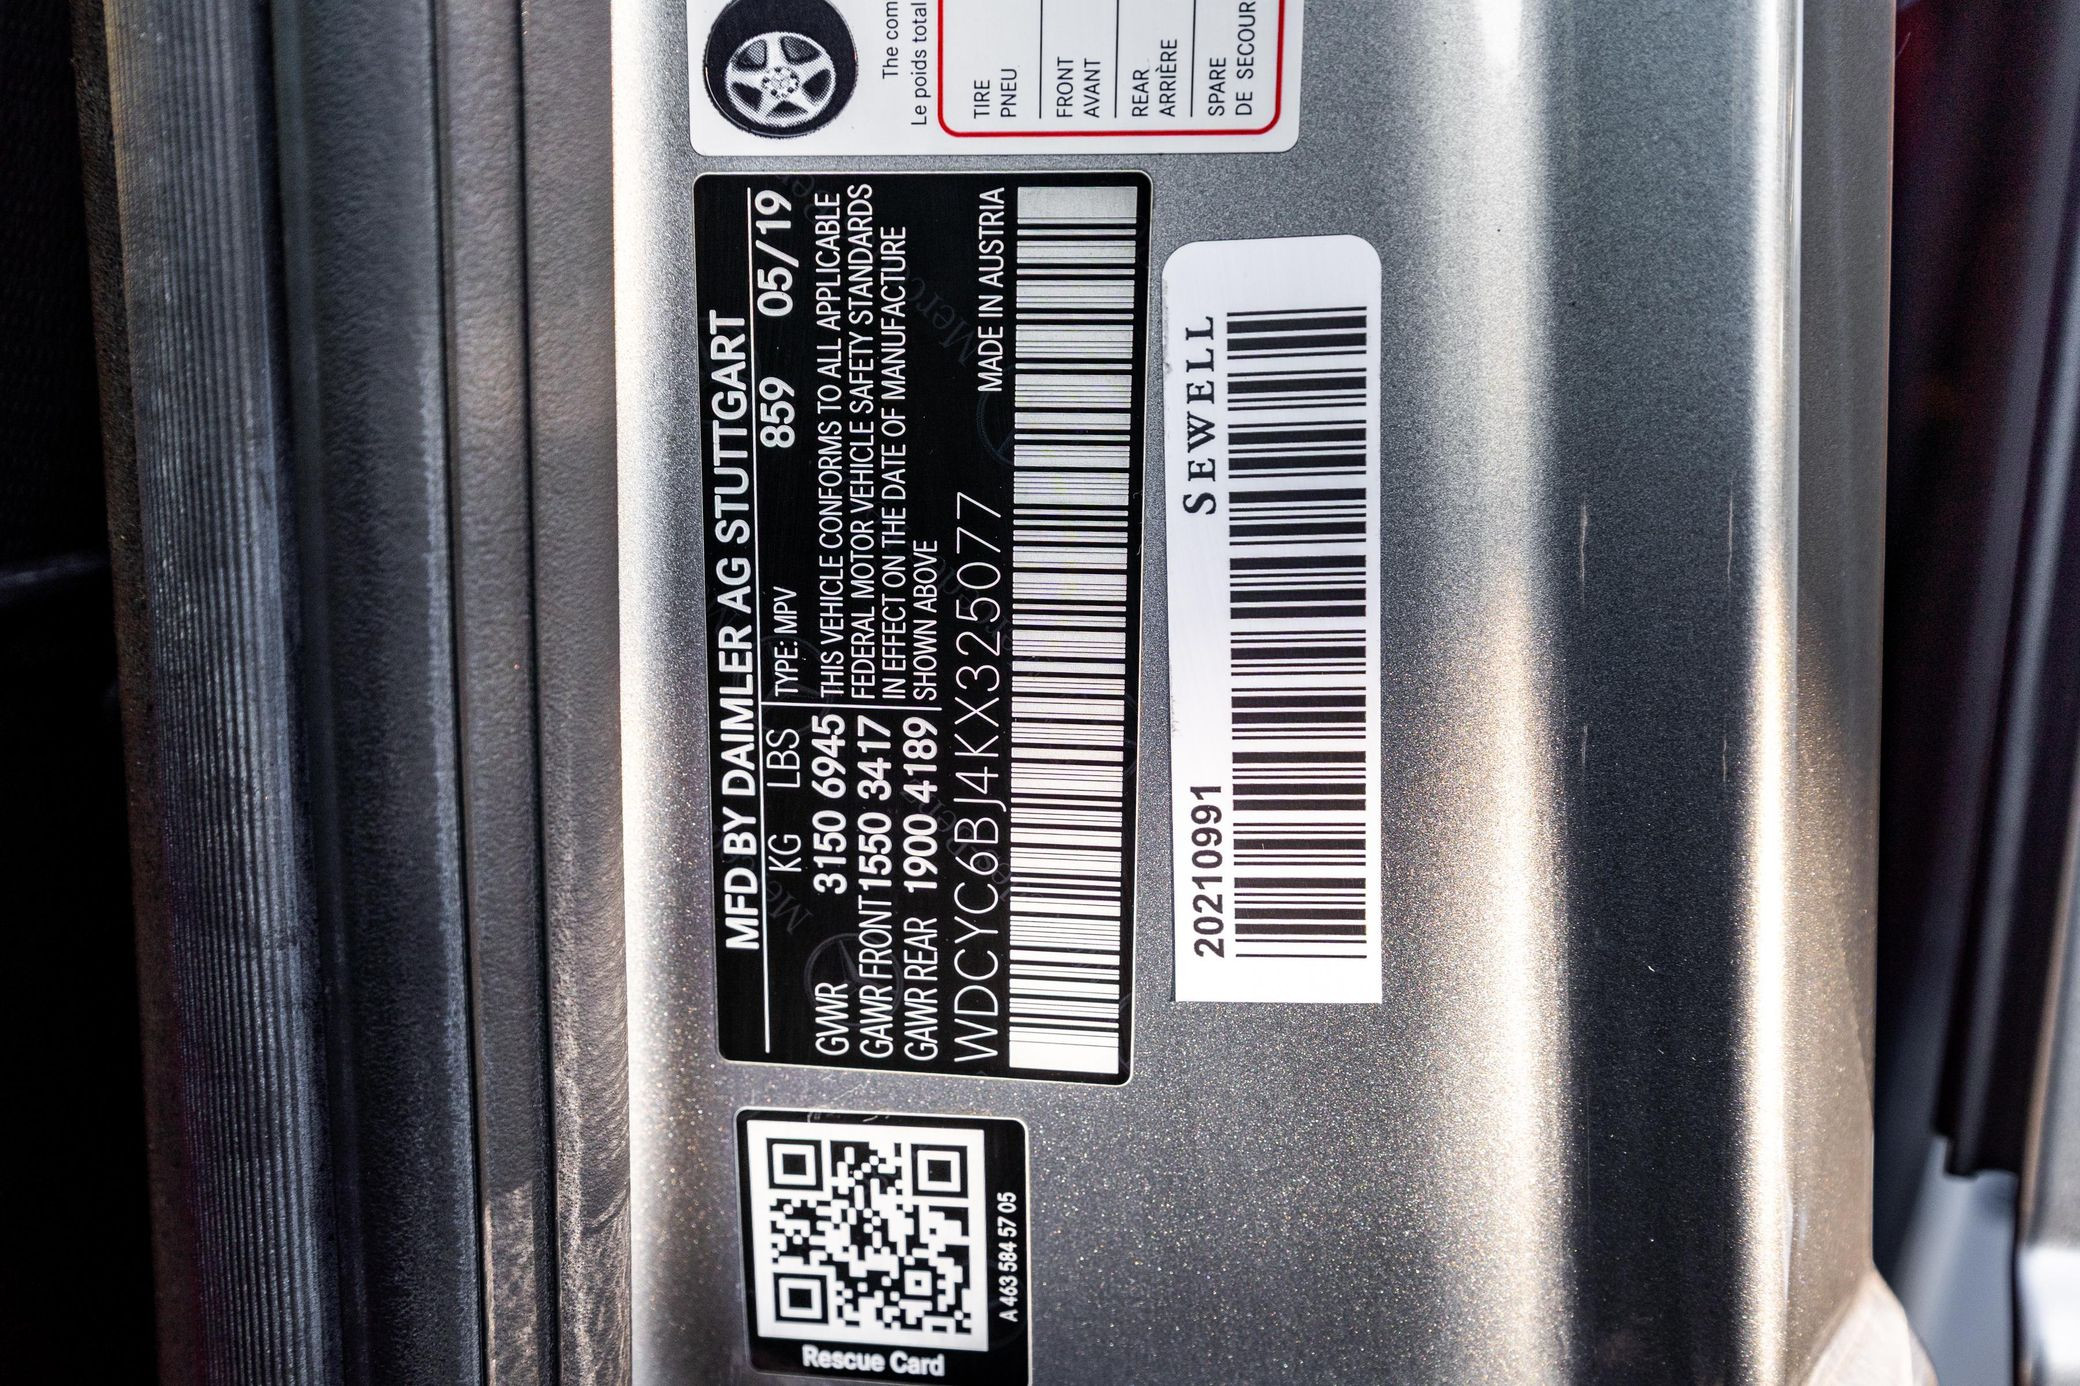 The com
Le poids total
TIRE
PNEU
FRONT
AVANT
REAR
ARRIÈRE
SPARE
DE SECOUR
MFD BY DAIMLER AG STUTTGART
KG LBS TYPE: MPV 859 05/19
GVWR 3150 6945
GAWR FRONT 1550 3417
GAWR REAR 1900 4189
THIS VEHICLE CONFORMS TO ALL APPLICABLE
FEDERAL MOTOR VEHICLE SAFETY STANDARDS
IN EFFECT ON THE DATE OF MANUFACTURE
SHOWN ABOVE
MADE IN AUSTRIA
WDCYC6BJ4KX325077
20210991 SEWELL
A 463 584 57 05
Rescue Card